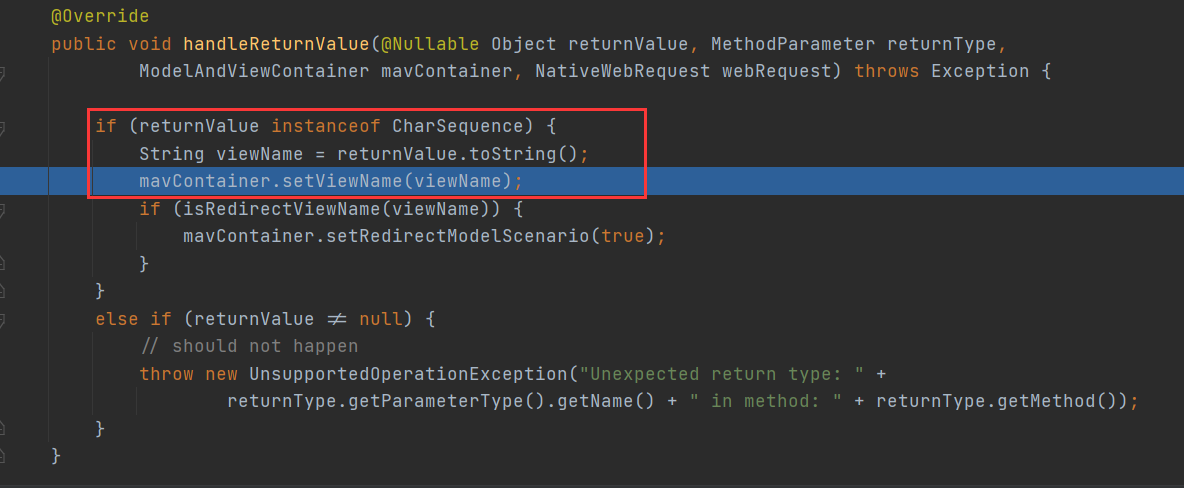 @Override
public void handleReturnValue(@Nullable Object returnValue, MethodParameter returnType,
ModelAndViewContainer mavContainer, NativeWebRequest webRequest) throws Exception {
if (returnValue instanceof CharSequence) {
String viewName = returnValue.toString();
mavContainer.setViewName(viewName);
if (isRedirectViewName(viewName)) {
mavContainer.setRedirectModelScenario(true);
}
}
else if (returnValue != null) {
// should not happen
throw new UnsupportedOperationException("Unexpected return type: " +
returnType.getParameterType().getName() + " in method: " + returnType.getMethod());
}
}